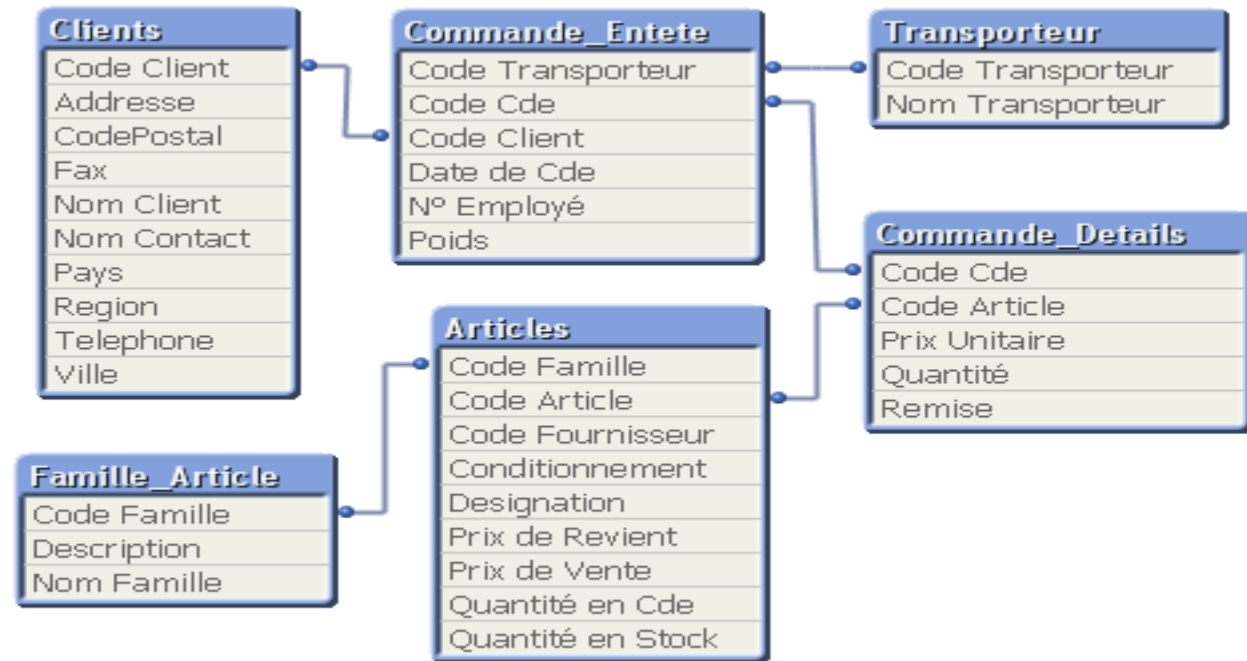 Clients
Code Client
Addresse
CodePostal
Fax
Nom Client
Nom Contact
Pays
Region
Telephone
Ville
Commande_Entete
Code Transporteur
Code Cde
Code Client
Date de Cde
Nº Employé
Poids
Transporteur
Code Transporteur
Nom Transporteur
Commande_Details
Code Cde
Code Article
Prix Unitaire
Quantité
Remise
Articles
Code Famille
Code Article
Code Fournisseur
Conditionnement
Designation
Prix de Revient
Prix de Vente
Quantité en Cde
Quantité en Stock
Famille_Article
Code Famille
Description
Nom Famille